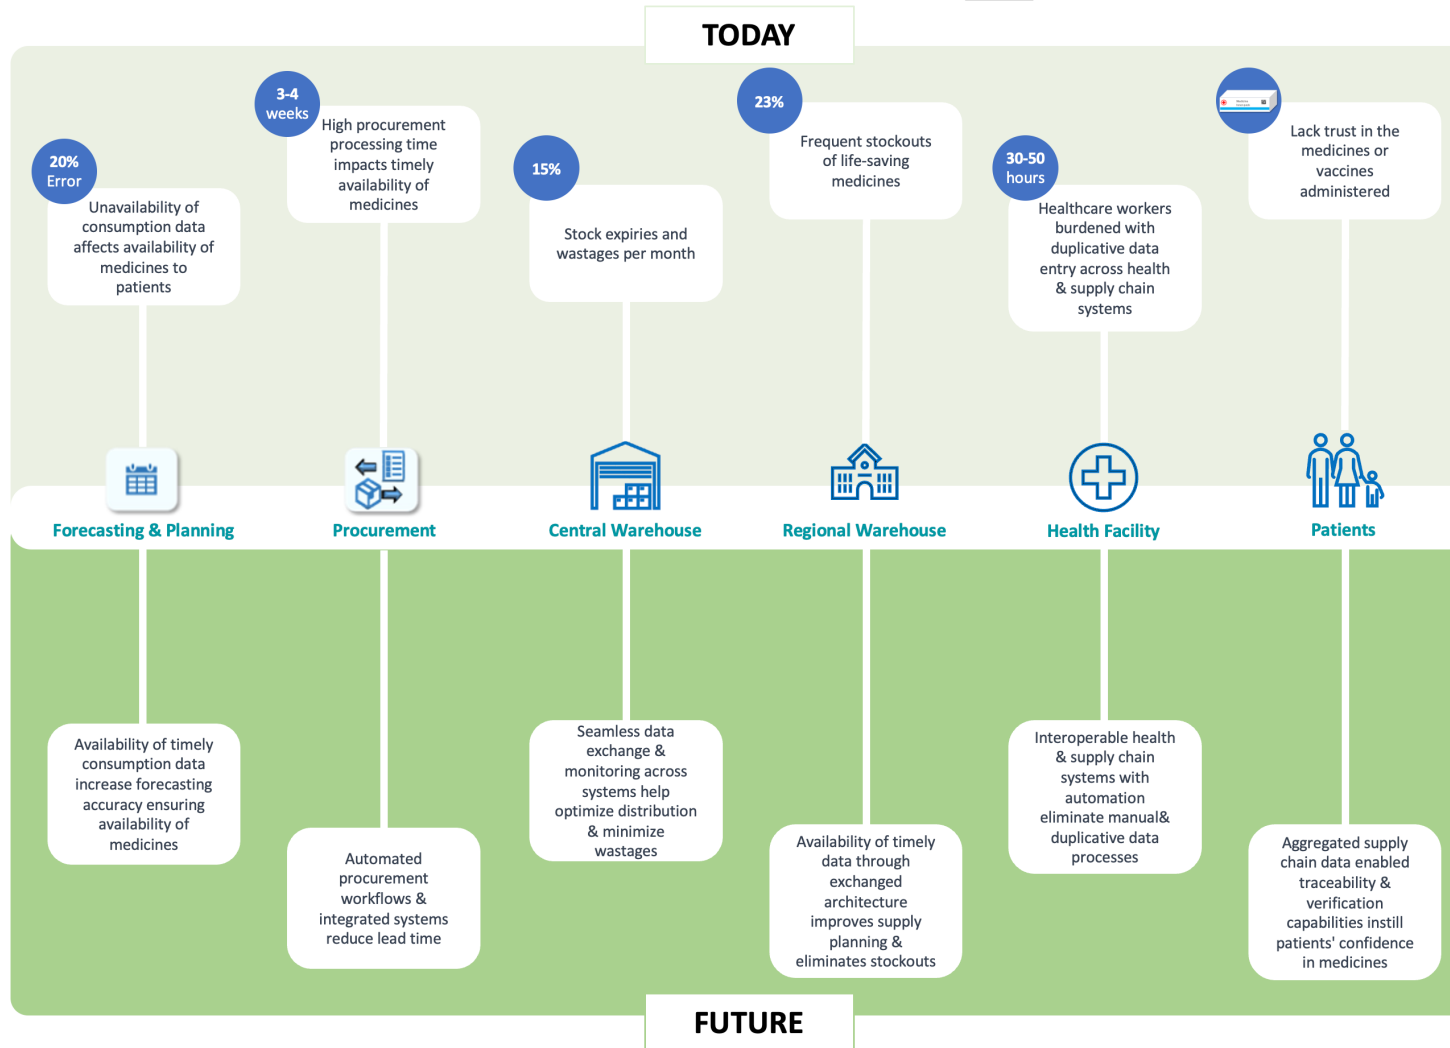 TODAY
20%
Error
Unavailability of
consumption data
affects availability of
medicines to
patients
3-4
weeks
High procurement
processing time
impacts timely
availability of
medicines
15%
Stock expiries and
wastages per month
23%
Frequent stockouts
of life-saving
medicines
30-50
hours
Healthcare workers
burdened with
duplicative data
entry across health
& supply chain
systems
Lack trust in the
medicines or
vaccines
administered
Forecasting & Planning
Procurement
Central Warehouse
Regional Warehouse
Health Facility
Patients
Availability of timely
consumption data
increase forecasting
accuracy ensuring
availability of
medicines
Automated
procurement
workflows &
integrated systems
reduce lead time
Seamless data
exchange &
monitoring across
systems help
optimize distribution
& minimize
wastages
Availability of timely
data through
exchanged
architecture
improves supply
planning &
eliminates stockouts
Interoperable health
& supply chain
systems with
automation
eliminate manual&
duplicative data
processes
Aggregated supply
chain data enabled
traceability &
verification
capabilities instill
patients' confidence
in medicines
FUTURE